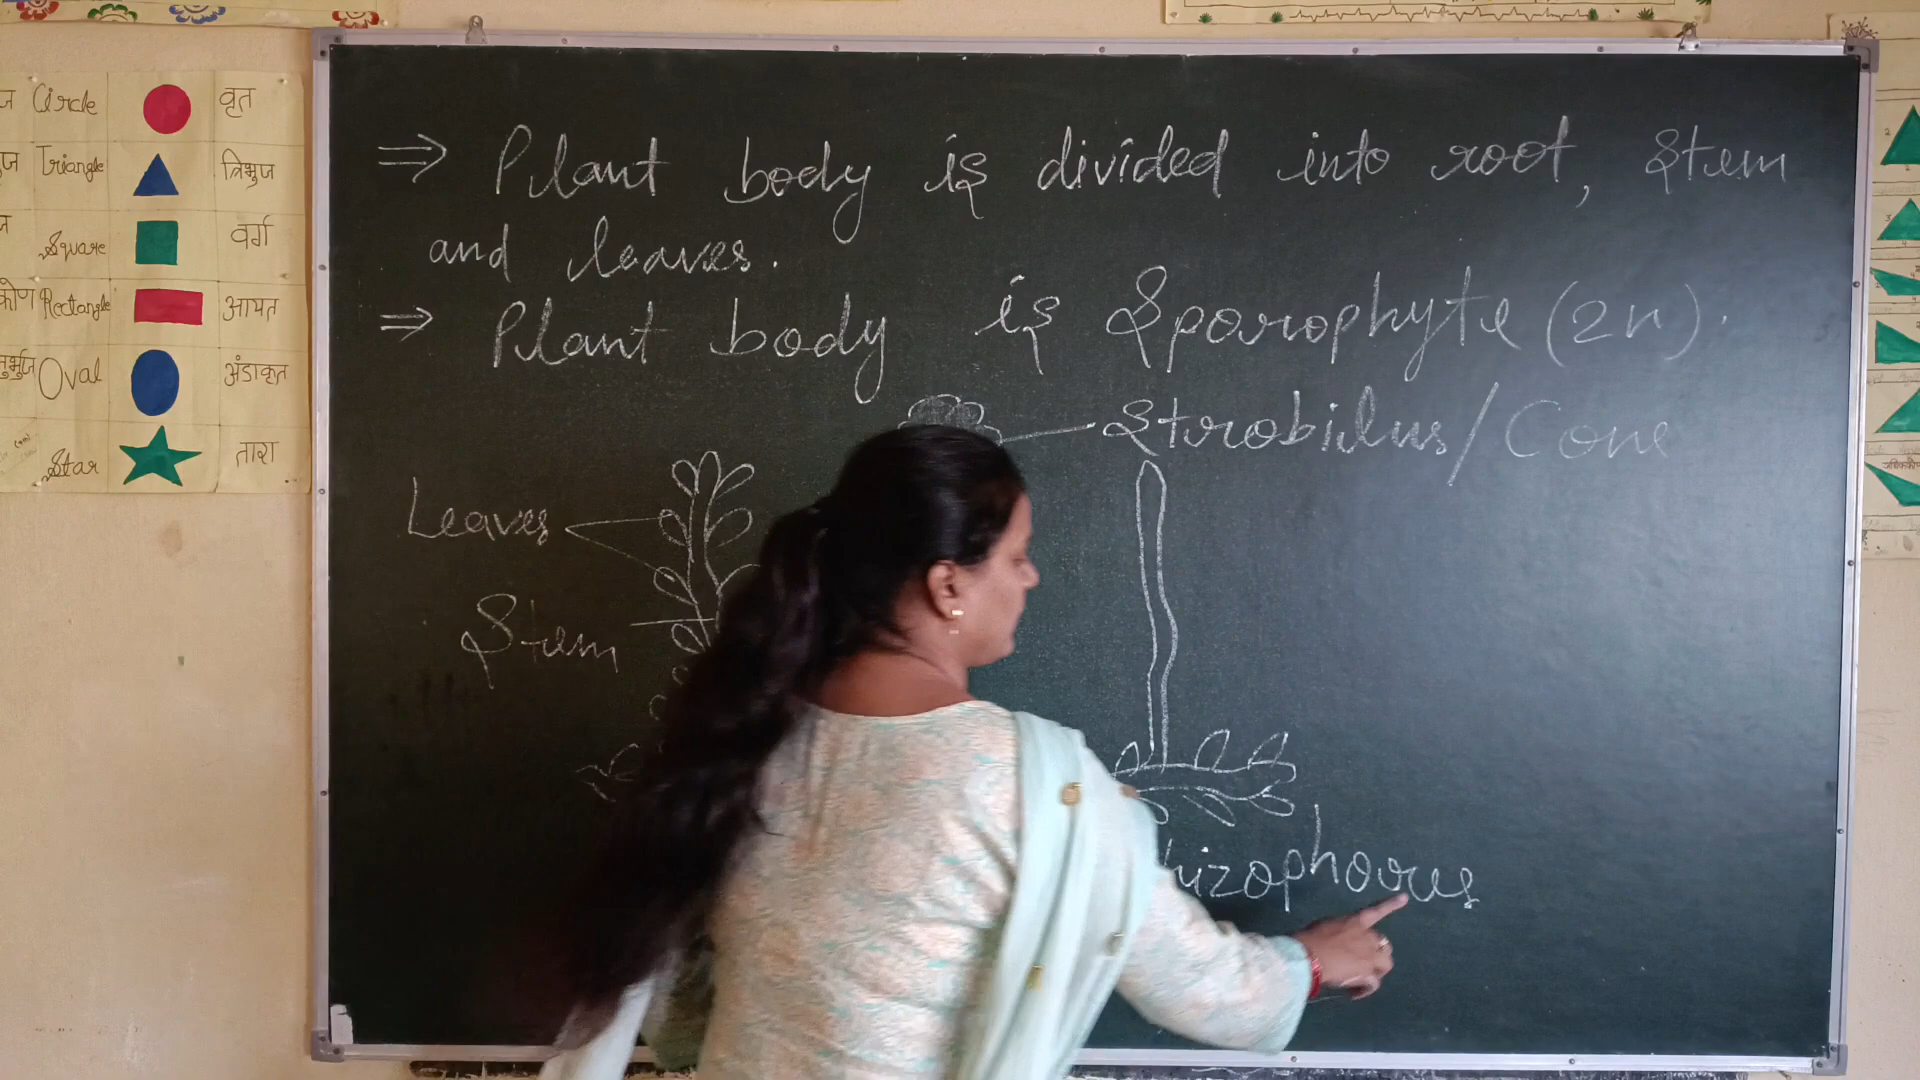 Circle वृत
Triangle त्रिभुज
Square वर्ग
Rectangle आयत
Oval अंडाकृत
Star तारा
⇒ Plant body is divided into root, stem
and leaves.
⇒ Plant body is Sporophyte (2n).
Strobilus/Cone
Leaves
Stem